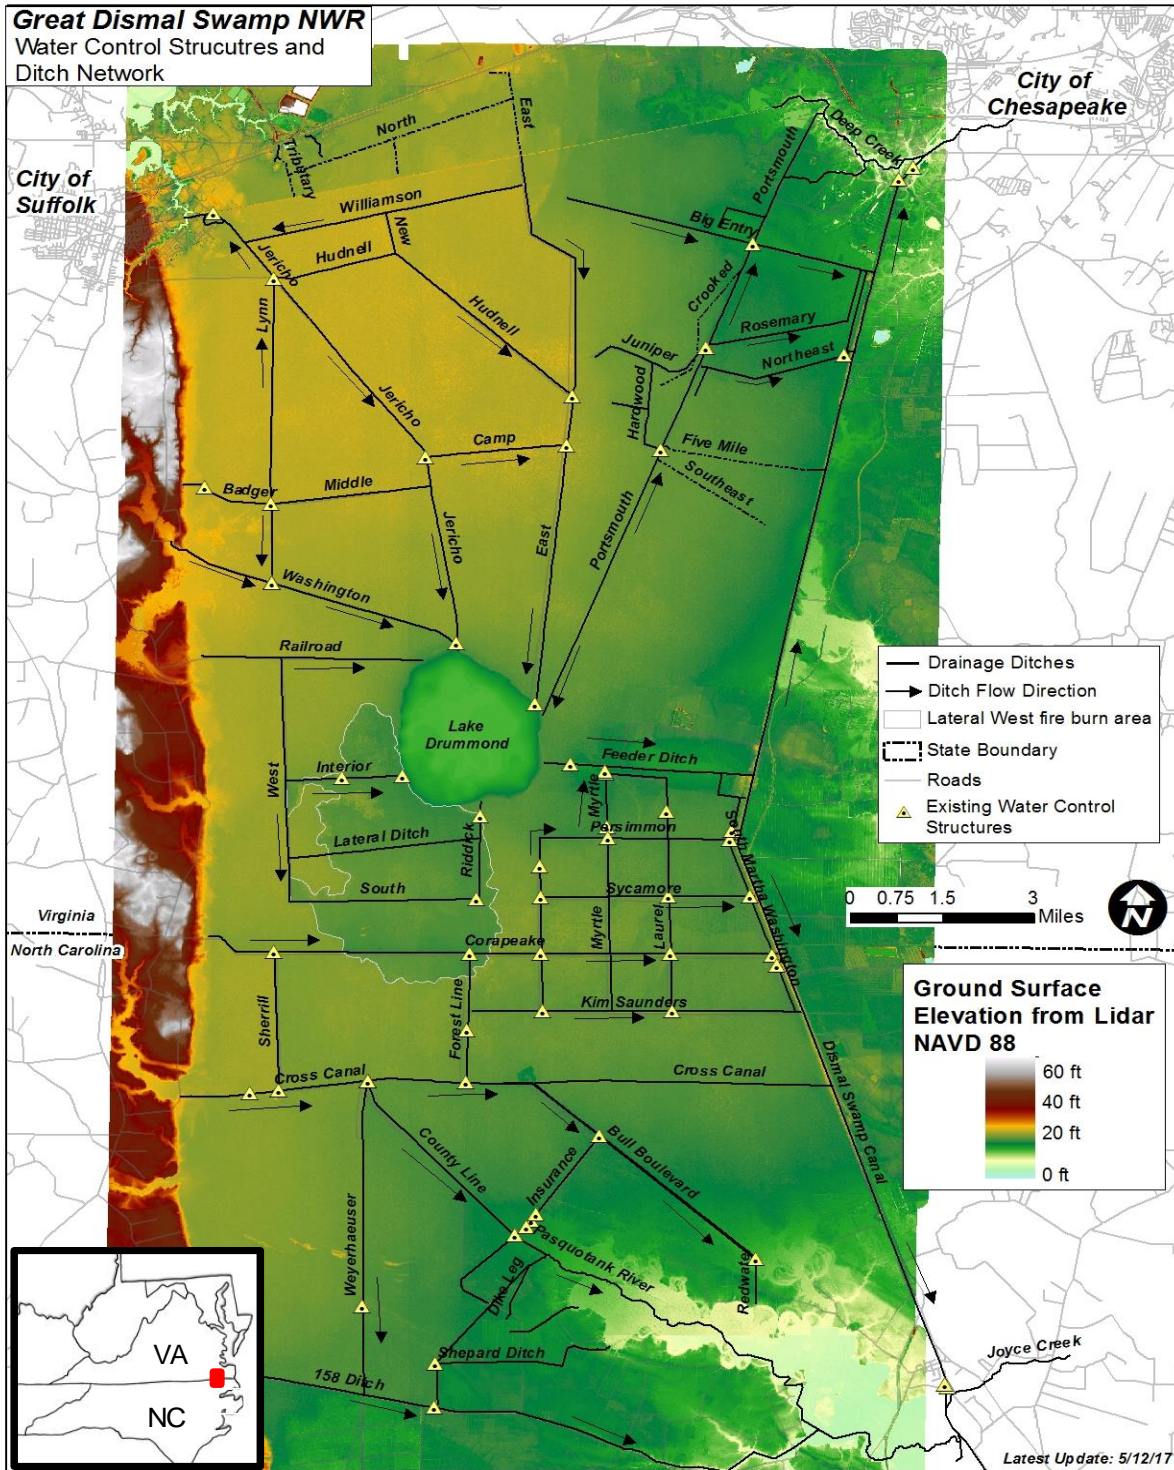 Great Dismal Swamp NWR
Water Control Strucutres and
Ditch Network
City of
Chesapeake
City of
Suffolk
East
North
Tributary
Deep Creek
Portsmouth
Williamson
New
Big Entry
Hudnell
Jericho
Crooked
Lynn
Hudnell
Rosemary
Juniper
Northeast
Hardwood
Jericho
Camp
Five Mile
Southeast
Badger
Middle
Portsmouth
Jericho
East
Washington
Railroad
Lake
Drummond
Feeder Ditch
Interior
West
Myrtle
Persimmon
Lateral Ditch
Riddick
South Martha Washington
South
Sycamore
Myrtle
Laurel
Corapeake
Virginia
North Carolina
Kim Saunders
Sherrill
Forest Line
Cross Canal
Cross Canal
Dismal Swamp Canal
County Line
Insurance
Bull Boulevard
Weyerhaeuser
Pasquotank River
Dike Leg
Redwater
Shepard Ditch
158 Ditch
Joyce Creek
Drainage Ditches
Ditch Flow Direction
Lateral West fire burn area
State Boundary
Roads
Existing Water Control
Structures
0 0.75 1.5 3
Miles
N
Ground Surface
Elevation from Lidar
NAVD 88
60 ft
40 ft
20 ft
0 ft
VA
NC
Latest Update: 5/12/17